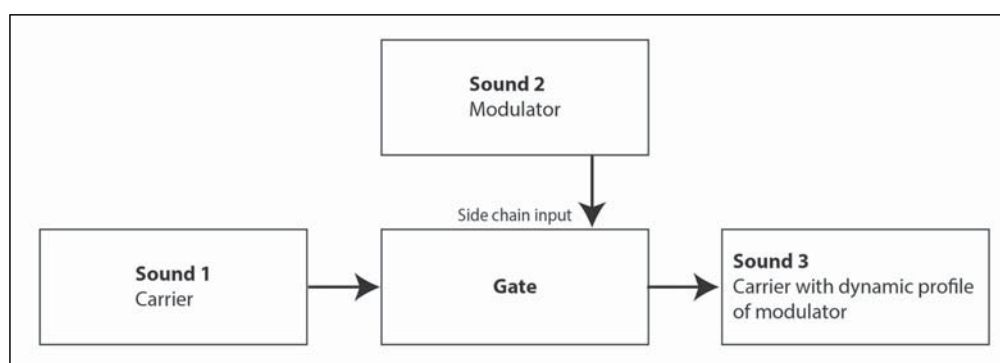 Sound 2
Modulator
Side chain input
Sound 1
Carrier
Gate
Sound 3
Carrier with dynamic profile
of modulator